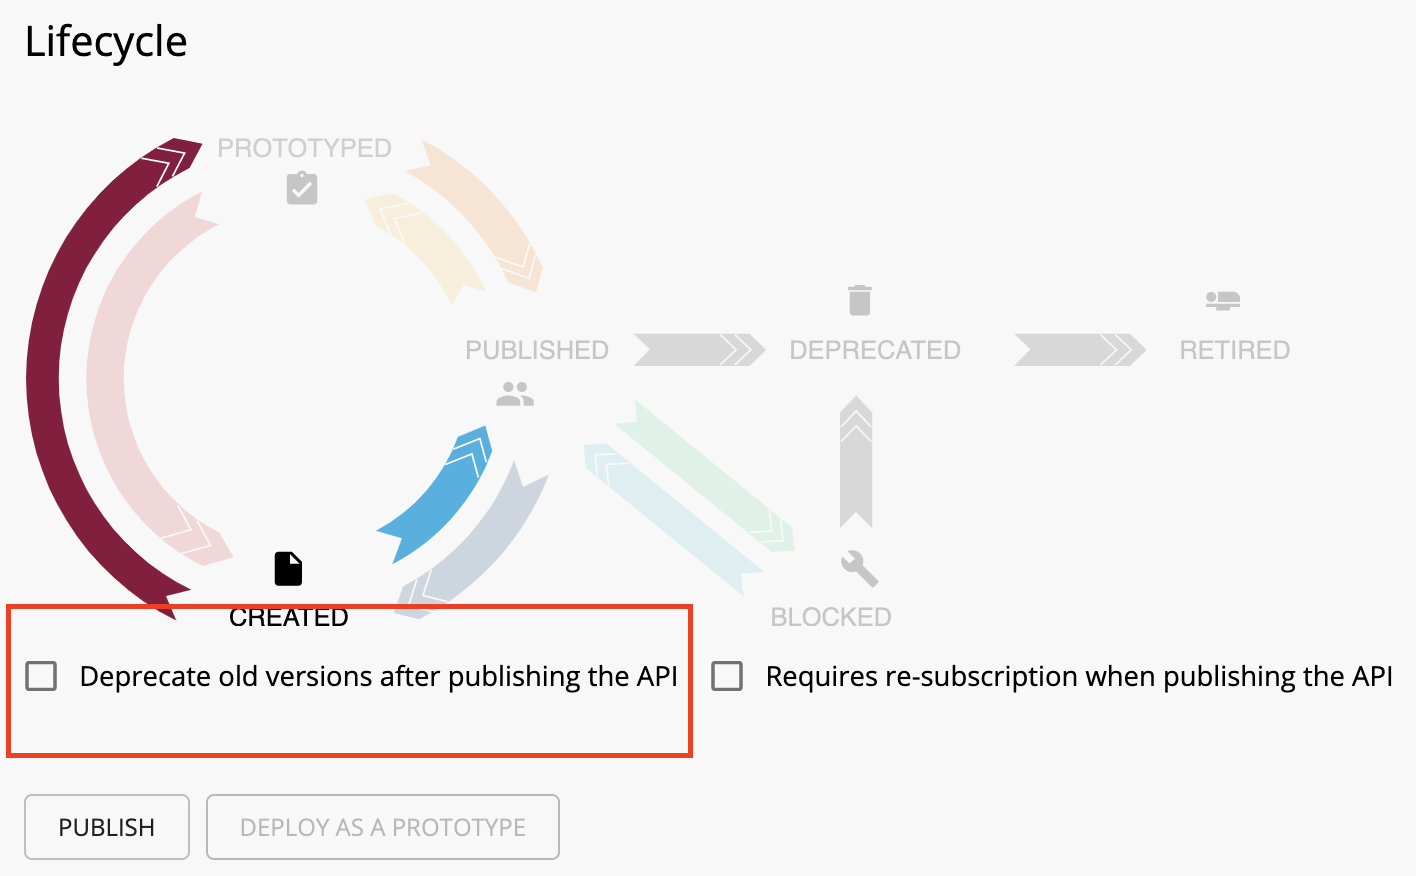 Lifecycle
PROTOTYPED
PUBLISHED
DEPRECATED
RETIRED
CREATED
BLOCKED
Deprecate old versions after publishing the API
Requires re-subscription when publishing the API
PUBLISH
DEPLOY AS A PROTOTYPE